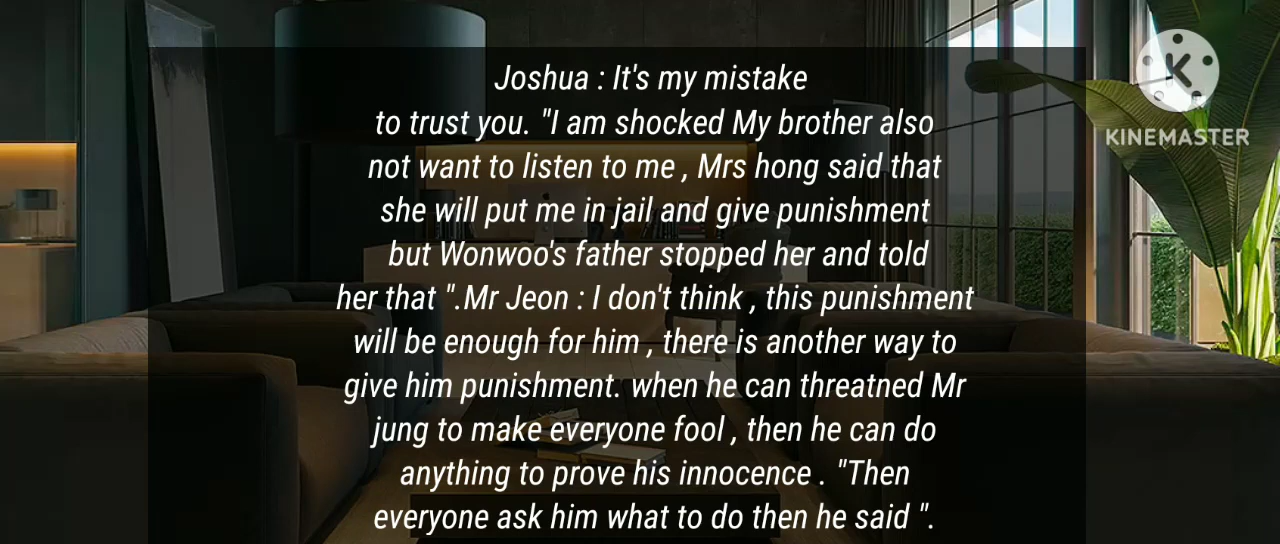 Joshua : It's my mistake
to trust you. "I am shocked My brother also
not want to listen to me , Mrs hong said that
she will put me in jail and give punishment
but Wonwoo's father stopped her and told
her that ".Mr Jeon : I don't think , this punishment
will be enough for him , there is another way to
give him punishment. when he can threatned Mr
jung to make everyone fool , then he can do
anything to prove his innocence . "Then
everyone ask him what to do then he said ".
K
KINEMASTER